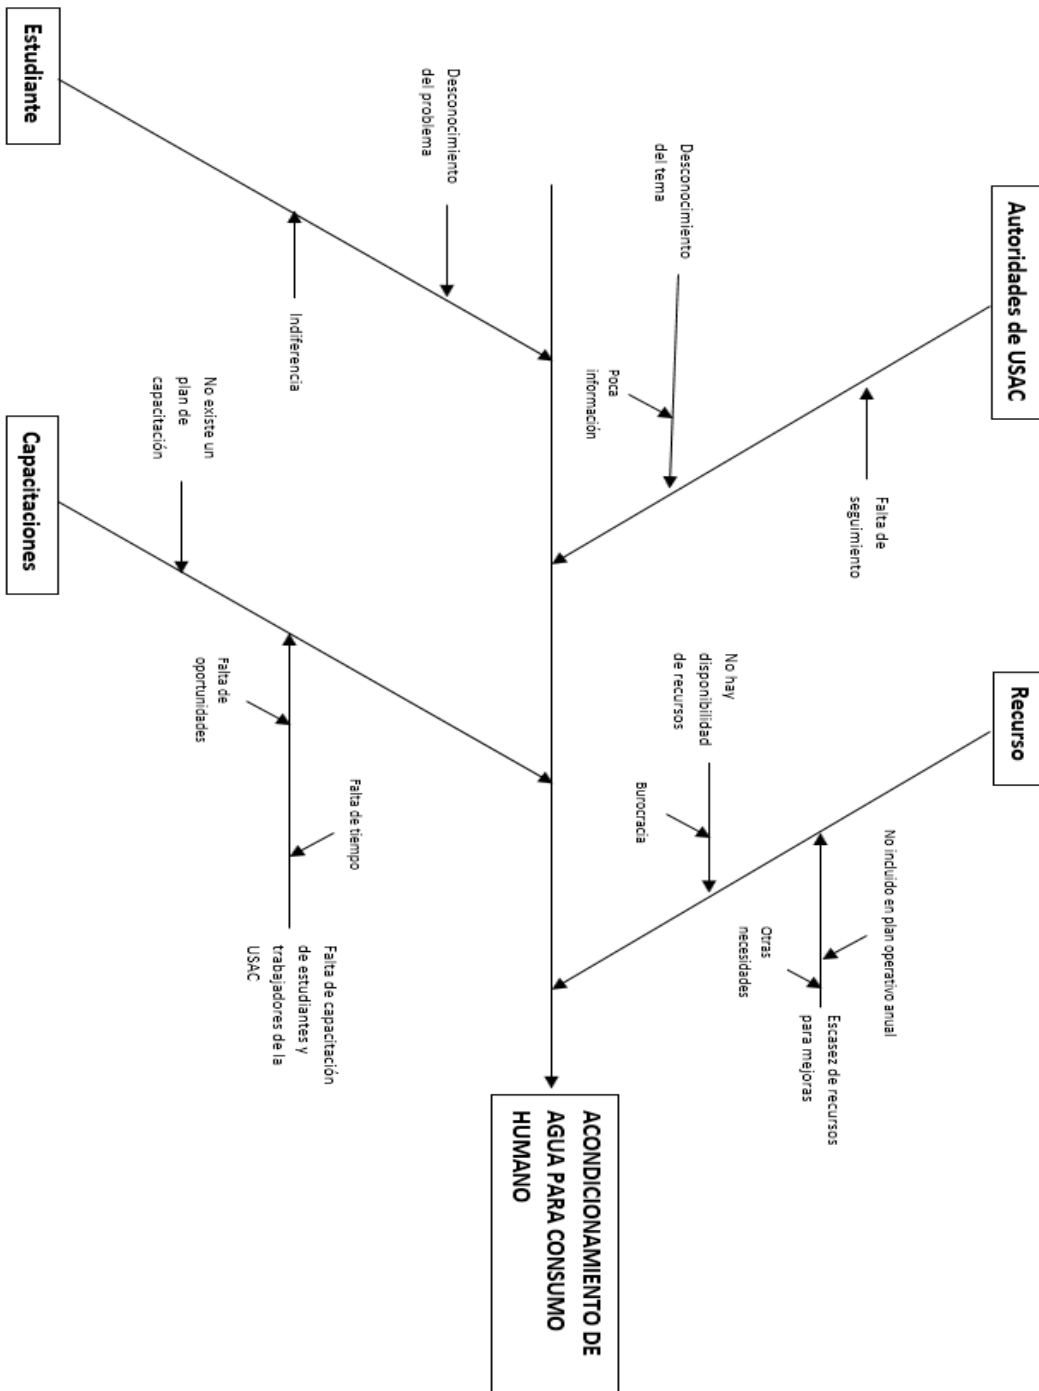 Autoridades de USAC
Recurso
Falta de
seguimiento
No incluido en plan operativo anual
Escasez de recursos
para mejoras
Desconocimiento
del tema
Poca
información
No hay
disponibilidad
de recursos
Burocracia
Otras
necesidades
ACONDICIONAMIENTO DE
AGUA PARA CONSUMO
HUMANO
Desconocimiento
del problema
Indiferencia
Falta de tiempo
Falta de capacitación
de estudiantes y
trabajadores de la
USAC
No existe un
plan de
capacitación
Falta de
oportunidades
Estudiante
Capacitaciones